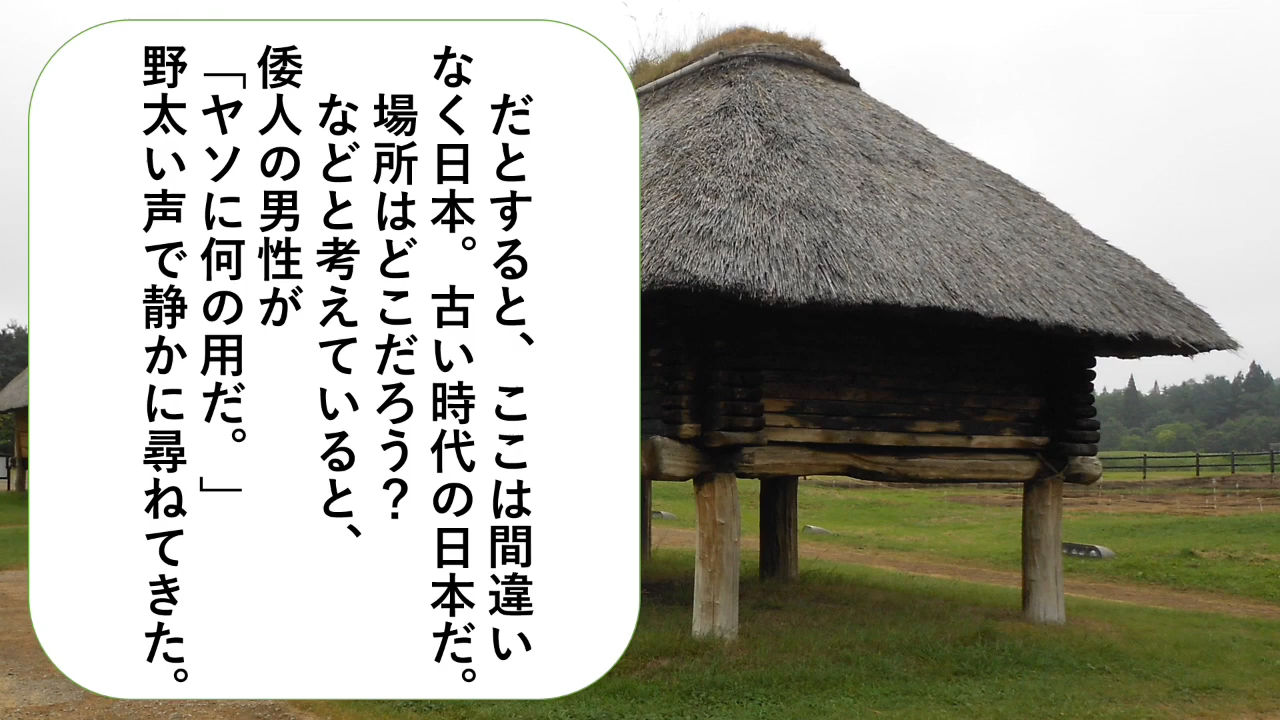 だとすると、ここは間違い
なく日本。古い時代の日本だ。
場所はどこだろう？
などと考えていると、
倭人の男性が
「ヤソに何の用だ。」
野太い声で静かに尋ねてきた。